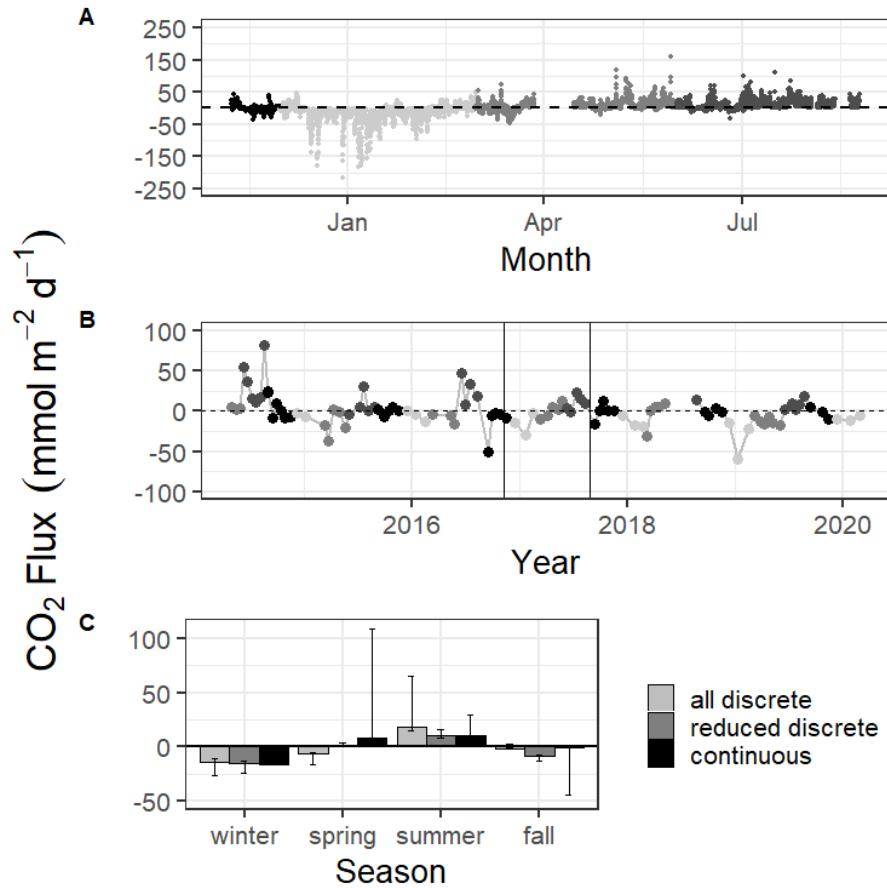 A
250
150
50
-50
-150
-250
Jan Apr Jul
Month
CO₂ Flux (mmol m⁻² d⁻¹)
B
100
50
0
-50
-100
2016 2018 2020
Year
C
100
50
0
-50
winter spring summer fall
Season
all discrete
reduced discrete
continuous